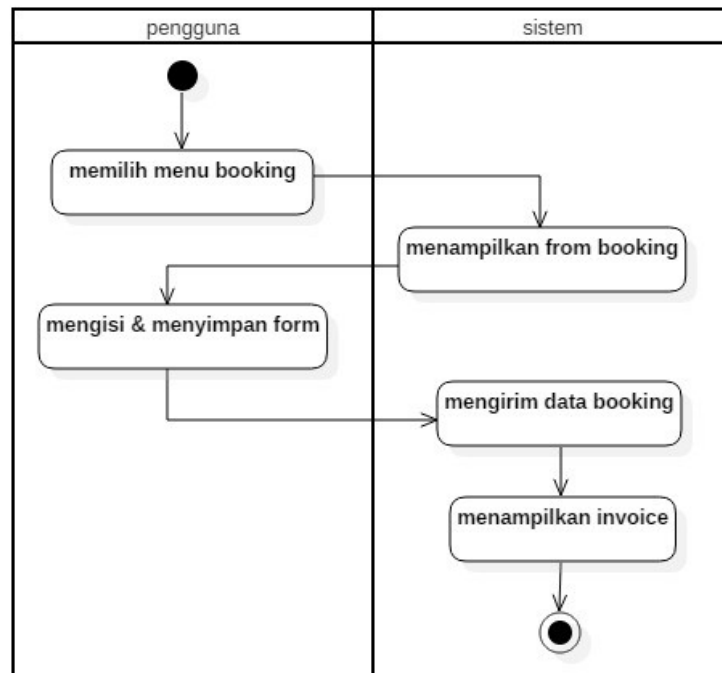 pengguna
sistem
memilih menu booking
menampilkan from booking
mengisi & menyimpan form
mengirim data booking
menampilkan invoice